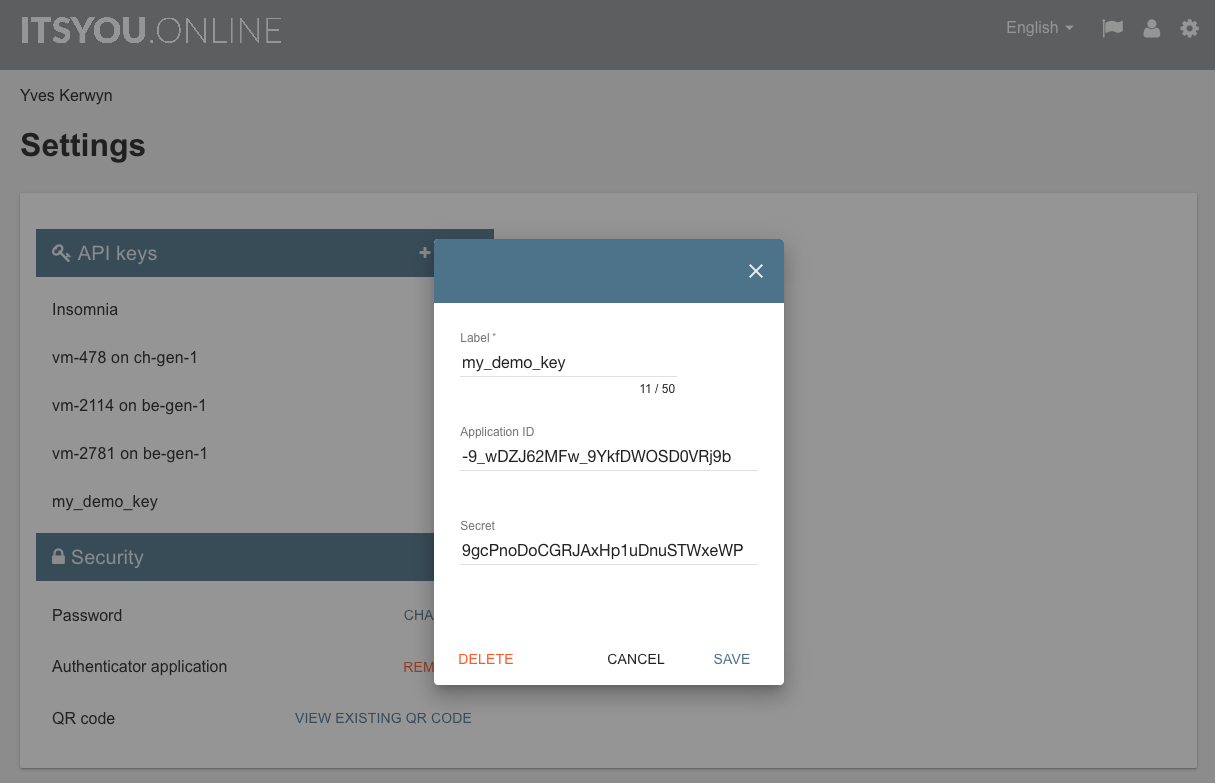 ITSYOU.ONLINE
English
Yves Kerwyn
Settings
API keys
+
Insomnia
vm-478 on ch-gen-1
vm-2114 on be-gen-1
vm-2781 on be-gen-1
my_demo_key
Security
Password CHA
Authenticator application REM
QR code VIEW EXISTING QR CODE
Label *
my_demo_key
11 / 50
Application ID
-9_wDZJ62MFw_9YkfDWOSD0VRj9b
Secret
9gcPnoDoCGRJAxHp1uDnuSTWxeWP
DELETE CANCEL SAVE